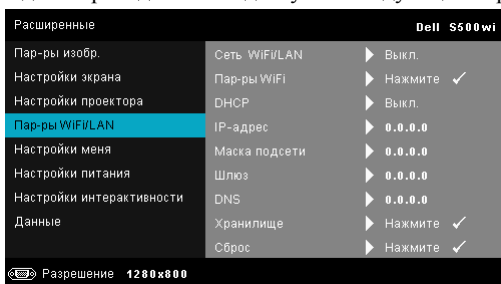 Расширенные Dell S500wi
Пар-ры изобр.
Настройки экрана
Настройки проектора
Пар-ры WiFi/LAN
Настройки меня
Настройки питания
Настройки интерактивности
Данные
Сеть WiFi/LAN Выкл.
Пар-ры WiFi Нажмите
DHCP Выкл.
IP-адрес 0.0.0.0
Маска подсети 0.0.0.0
Шлюз 0.0.0.0
DNS 0.0.0.0
Хранилище Нажмите
Сброс Нажмите
Разрешение 1280x800